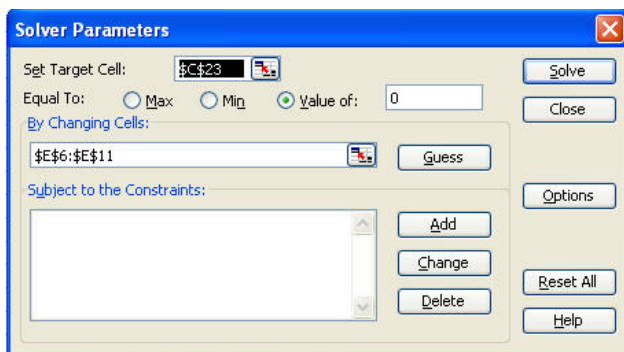 Solver Parameters
Set Target Cell: $C$23 Solve
Equal To: Max Min Value of: 0 Close
By Changing Cells:
$E$6:$E$11 Guess
Subject to the Constraints: Options
Add
Change
Reset All
Delete
Help